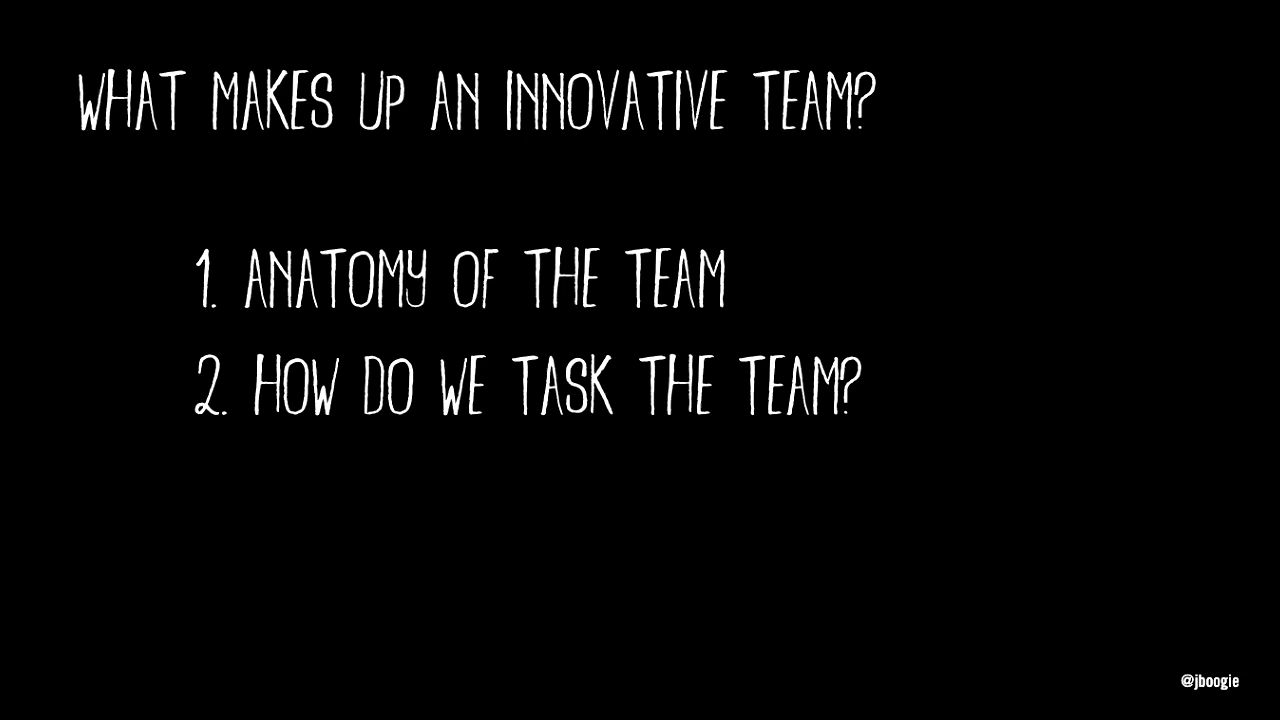 WHAT MAKES UP AN INNOVATIVE TEAM?
1. ANATOMY OF THE TEAM
2. HOW DO WE TASK THE TEAM?
@jboogie